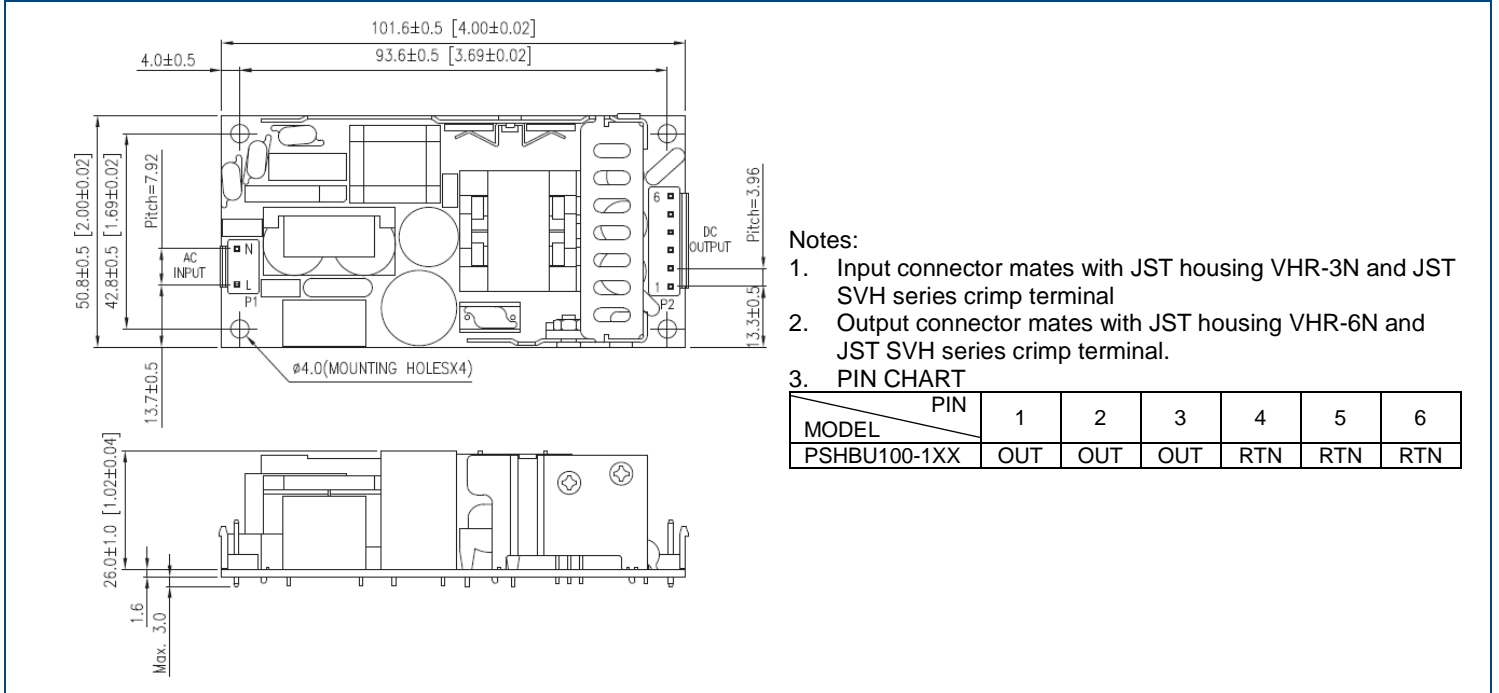 101.6±0.5 [4.00±0.02]
93.6±0.5 [3.69±0.02]
4.0±0.5
50.8±0.5 [2.00±0.02]
42.8±0.5 [1.69±0.02]
Pitch=7.92
AC
INPUT
N
L
P1
6
1
P2
DC
OUTPUT
Pitch=3.96
13.3±0.5
13.7±0.5
ø4.0(MOUNTING HOLESX4)
26.0±1.0 [1.02±0.04]
1.6
Max. 3.0
Notes:
1. Input connector mates with JST housing VHR-3N and JST
SVH series crimp terminal
2. Output connector mates with JST housing VHR-6N and
JST SVH series crimp terminal.
3. PIN CHART
PIN
MODEL 1 2 3 4 5 6
PSHBU100-1XX OUT OUT OUT RTN RTN RTN